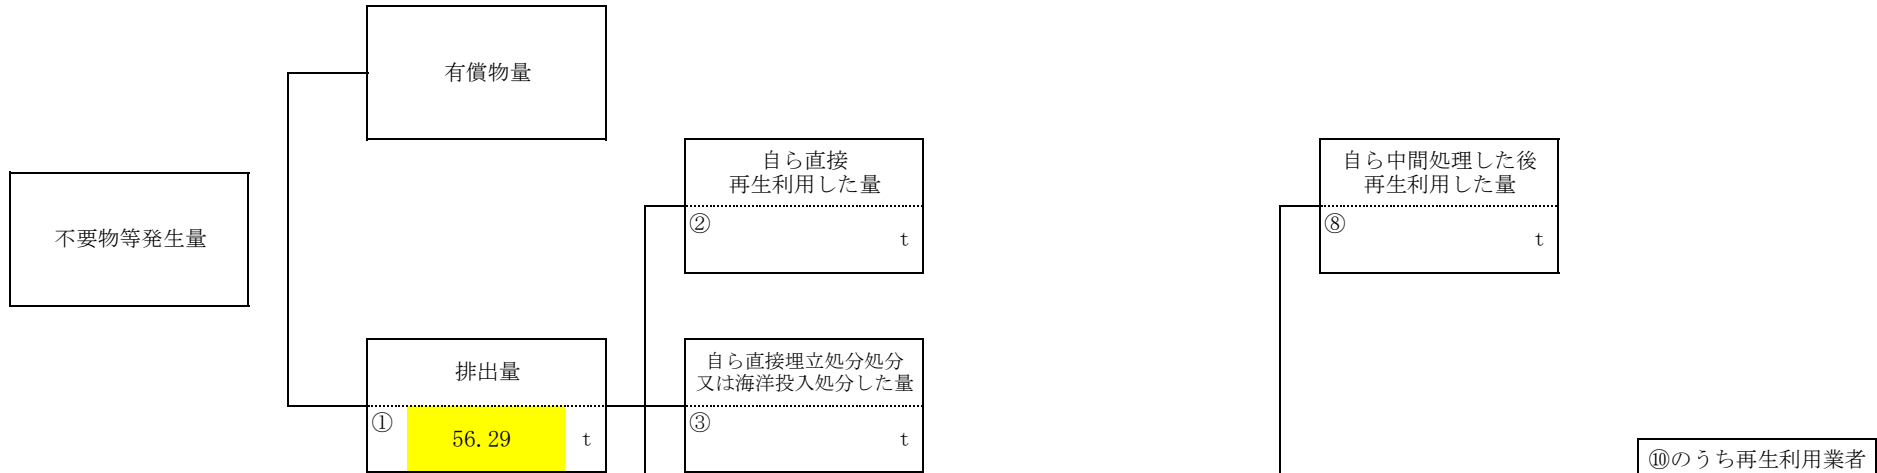 有償物量
自ら直接
再生利用した量
②
t
自ら中間処理した後
再生利用した量
⑧
t
不要物等発生量
排出量
①
56.29
t
自ら直接埋立処分処分
又は海洋投入処分した量
③
t
⑩のうち再生利用業者